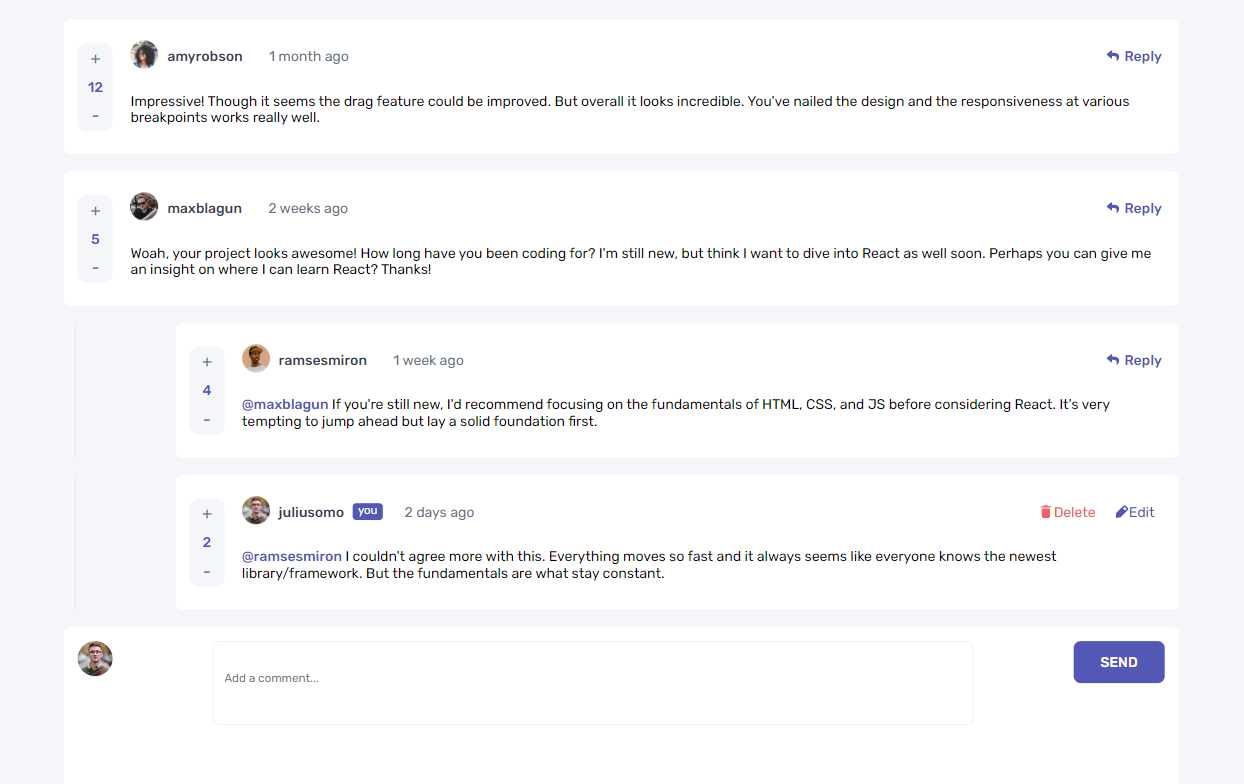 +
amyrobson 1 month ago Reply
12
Impressive! Though it seems the drag feature could be improved. But overall it looks incredible. You've nailed the design and the responsiveness at various
breakpoints works really well.
-
+
maxblagun 2 weeks ago Reply
5
Woah, your project looks awesome! How long have you been coding for? I'm still new, but think I want to dive into React as well soon. Perhaps you can give me
an insight on where I can learn React? Thanks!
-
+
ramsesmiron 1 week ago Reply
4
@maxblagun If you're still new, I'd recommend focusing on the fundamentals of HTML, CSS, and JS before considering React. It's very
tempting to jump ahead but lay a solid foundation first.
-
+
juliusomo you 2 days ago Delete Edit
2
@ramsesmiron I couldn't agree more with this. Everything moves so fast and it always seems like everyone knows the newest
library/framework. But the fundamentals are what stay constant.
-
Add a comment...
SEND